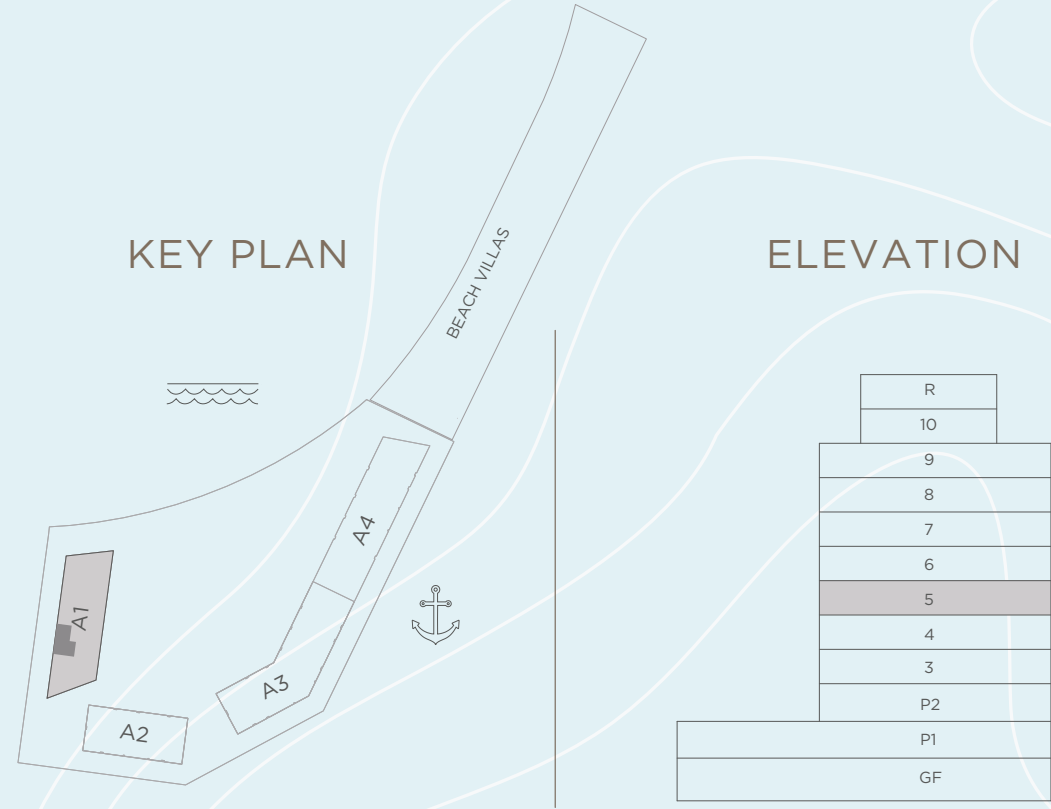 KEY PLAN
ELEVATION
BEACH VILLAS
A4
A1
A3
A2
R
10
9
8
7
6
5
4
3
P2
P1
GF